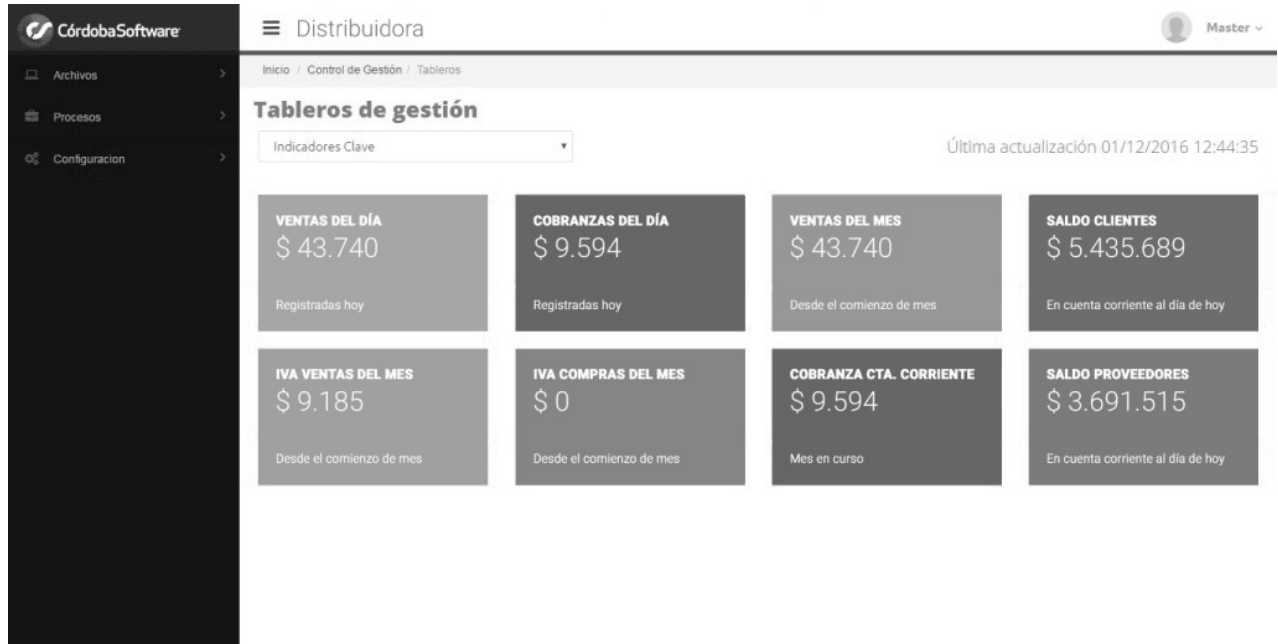 CórdobaSoftware
Distribuidora
Master
Archivos
Procesos
Configuracion
Inicio / Control de Gestión / Tableros
Tableros de gestión
Indicadores Clave
Última actualización 01/12/2016 12:44:35
VENTAS DEL DÍA
$ 43.740
Registradas hoy
COBRANZAS DEL DÍA
$ 9.594
Registradas hoy
VENTAS DEL MES
$ 43.740
Desde el comienzo de mes
SALDO CLIENTES
$ 5.435.689
En cuenta corriente al día de hoy
IVA VENTAS DEL MES
$ 9.185
Desde el comienzo de mes
IVA COMPRAS DEL MES
$ 0
Desde el comienzo de mes
COBRANZA CTA. CORRIENTE
$ 9.594
Mes en curso
SALDO PROVEEDORES
$ 3.691.515
En cuenta corriente al día de hoy